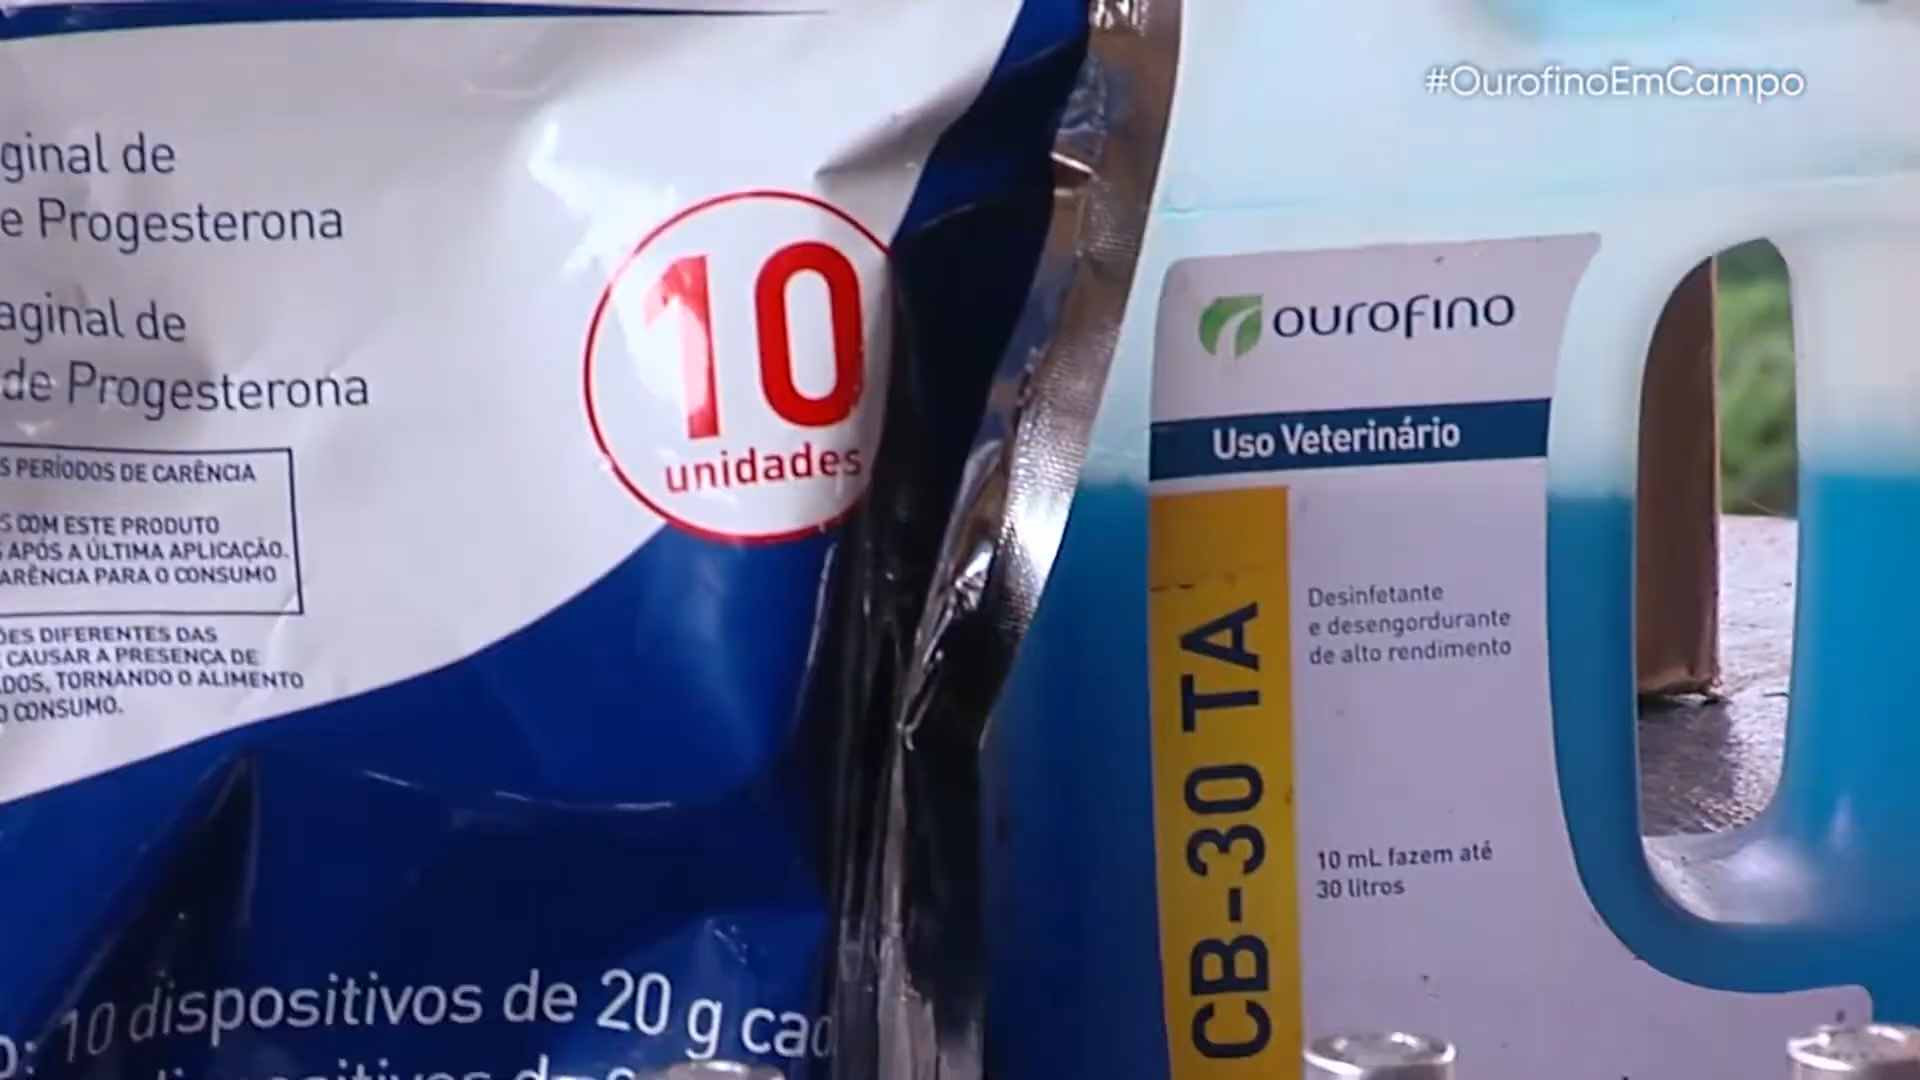 #OurofinoEmCampo
ginal de
e Progesterona
aginal de
de Progesterona
10
unidades
S PERÍODOS DE CARÊNCIA
S COM ESTE PRODUTO
APÓS A ÚLTIMA APLICAÇÃO.
ARÊNCIA PARA O CONSUMO
ÕES DIFERENTES DAS
CAUSAR A PRESENÇA DE
DOS, TORNANDO O ALIMENTO
O CONSUMO.
10 dispositivos de 20 g cad
ourofino
Uso Veterinário
CB-30 TA
Desinfetante
e desengordurante
de alto rendimento
10 mL fazem até
30 litros